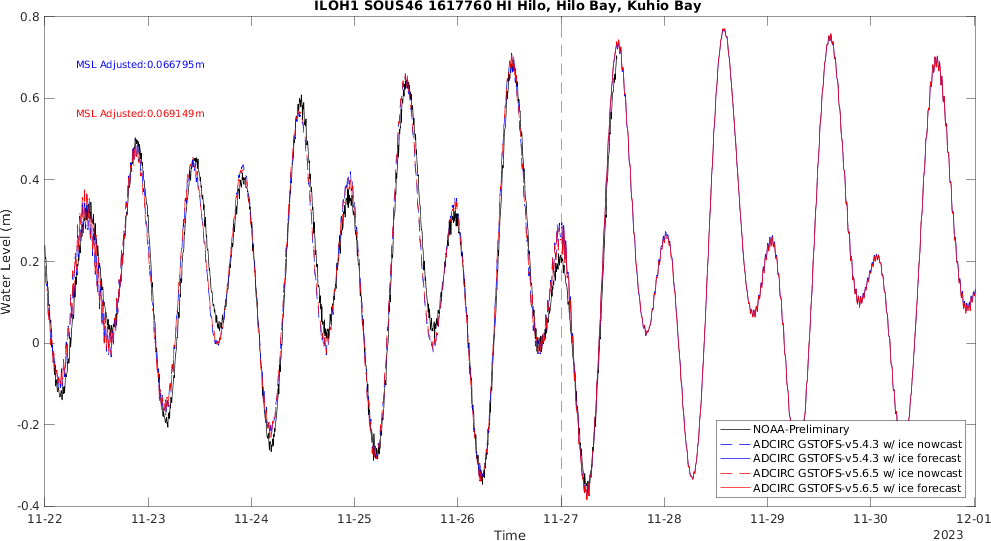 ILOH1 SOUS46 1617760 HI Hilo, Hilo Bay, Kuhio Bay
MSL Adjusted:0.066795m
MSL Adjusted:0.069149m
Water Level (m)
0.8
0.6
0.4
0.2
0
-0.2
-0.4
NOAA-Preliminary
ADCIRC GSTOFS-v5.4.3 w/ ice nowcast
ADCIRC GSTOFS-v5.4.3 w/ ice forecast
ADCIRC GSTOFS-v5.6.5 w/ ice nowcast
ADCIRC GSTOFS-v5.6.5 w/ ice forecast
11-22 11-23 11-24 11-25 11-26 11-27 11-28 11-29 11-30 12-01
Time
2023